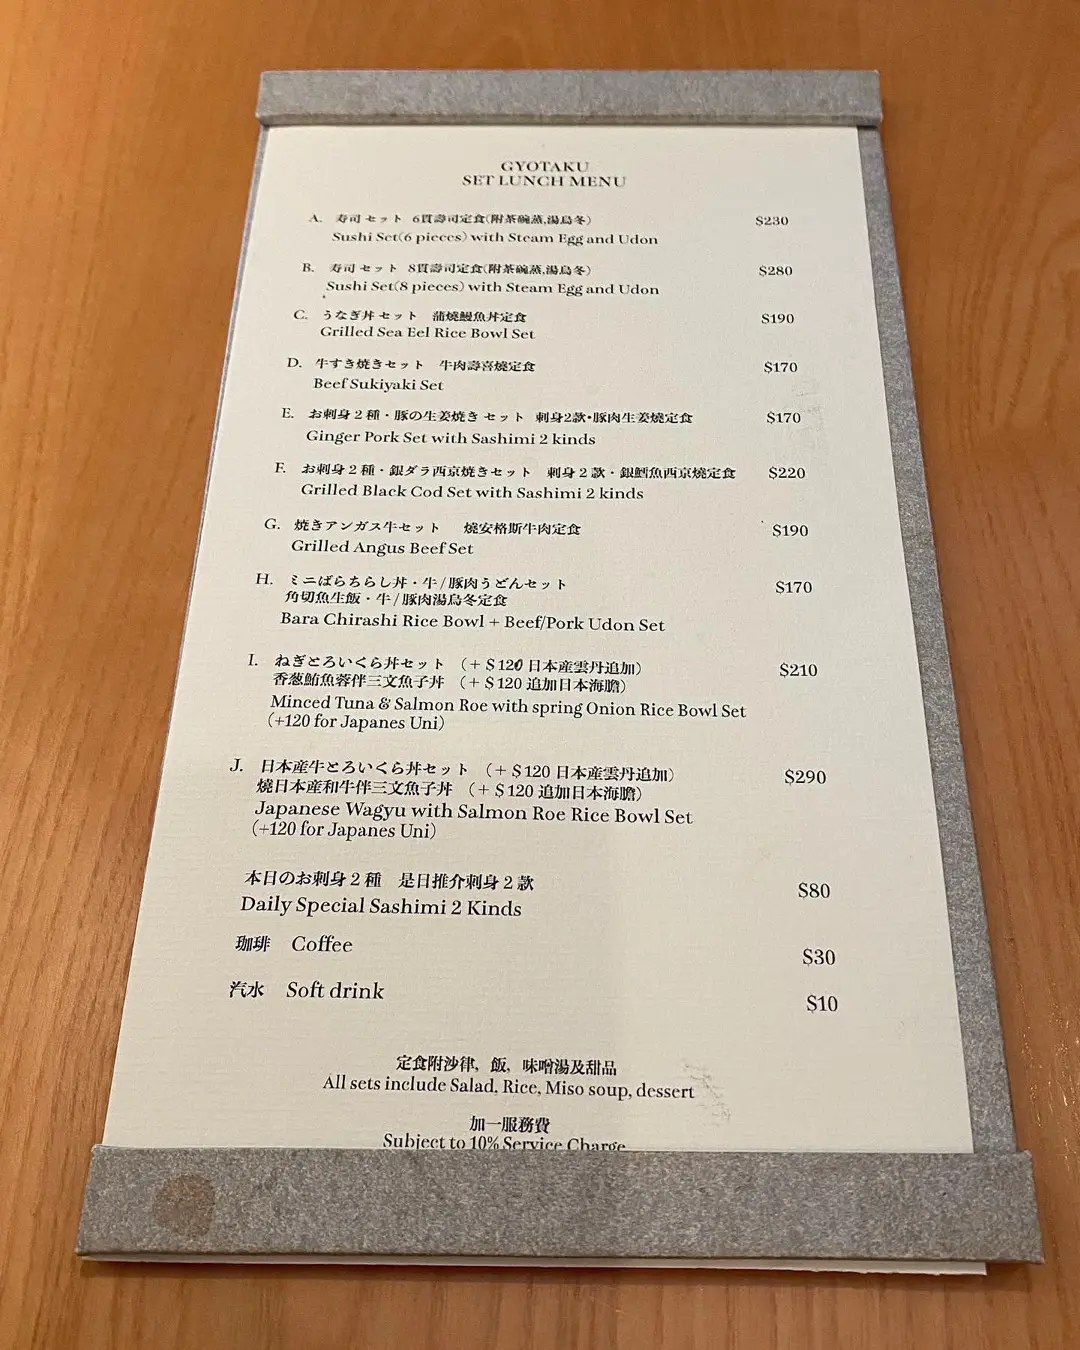 GYOTAKU
SET LUNCH MENU
A. 寿司セット 6貫壽司定食(附茶碗蒸,湯烏冬) $230
Sushi Set(6 pieces) with Steam Egg and Udon
B. 寿司セット 8貫壽司定食(附茶碗蒸,湯烏冬) $280
Sushi Set(8 pieces) with Steam Egg and Udon
C. うなぎ丼セット 蒲燒鰻魚丼定食 $190
Grilled Sea Eel Rice Bowl Set
D. 牛すき焼きセット 牛肉壽喜燒定食 $170
Beef Sukiyaki Set
E. お刺身2種・豚の生姜焼き セット 刺身2款•豚肉生姜燒定食 $170
Ginger Pork Set with Sashimi 2 kinds
F. お刺身2種・銀ダラ西京焼きセット 刺身2款・銀鱈魚西京燒定食 $220
Grilled Black Cod Set with Sashimi 2 kinds
G. 焼きアンガス牛セット 燒安格斯牛肉定食 $190
Grilled Angus Beef Set
H. ミニばらちらし丼・牛/豚肉うどんセット $170
角切魚生飯・牛/豚肉湯烏冬定食
Bara Chirashi Rice Bowl + Beef/Pork Udon Set
I. ねぎとろいくら丼セット (+$120 日本産雲丹追加) $210
香葱鮪魚蓉伴三文魚子丼 (+$120 追加日本海膽)
Minced Tuna & Salmon Roe with spring Onion Rice Bowl Set
(+120 for Japanes Uni)
J. 日本産牛とろいくら丼セット (+$120 日本産雲丹追加) $290
燒日本産和牛伴三文魚子丼 (+$120 追加日本海膽)
Japanese Wagyu with Salmon Roe Rice Bowl Set
(+120 for Japanes Uni)
本日のお刺身2種 是日推介刺身2款 $80
Daily Special Sashimi 2 Kinds
珈琲 Coffee $30
汽水 Soft drink $10
定食附沙律, 飯, 味噌湯及甜品
All sets include Salad, Rice, Miso soup, dessert
加一服務費
Subject to 10% Service Charge